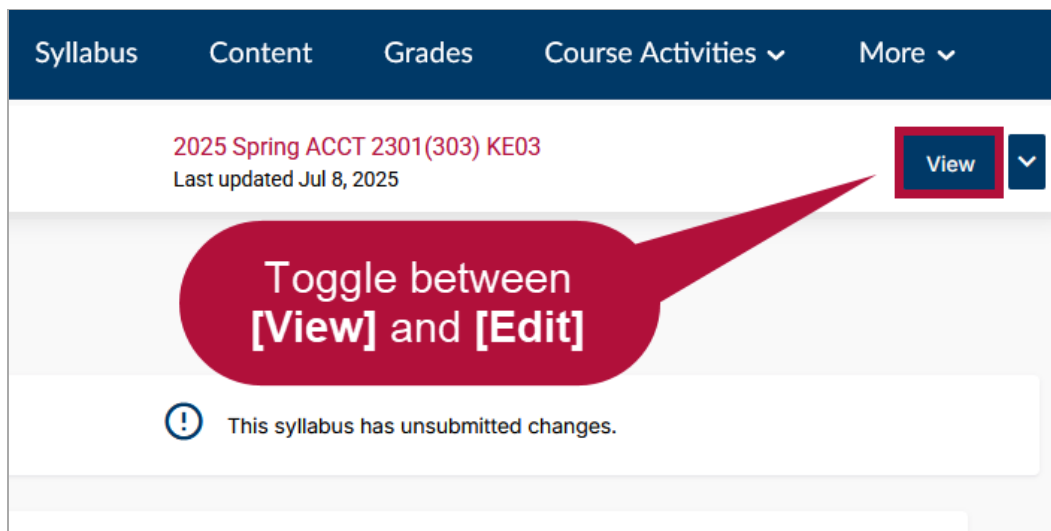 Syllabus Content Grades Course Activities More
2025 Spring ACCT 2301(303) KE03
Last updated Jul 8, 2025
View
Toggle between
[View] and [Edit]
This syllabus has unsubmitted changes.